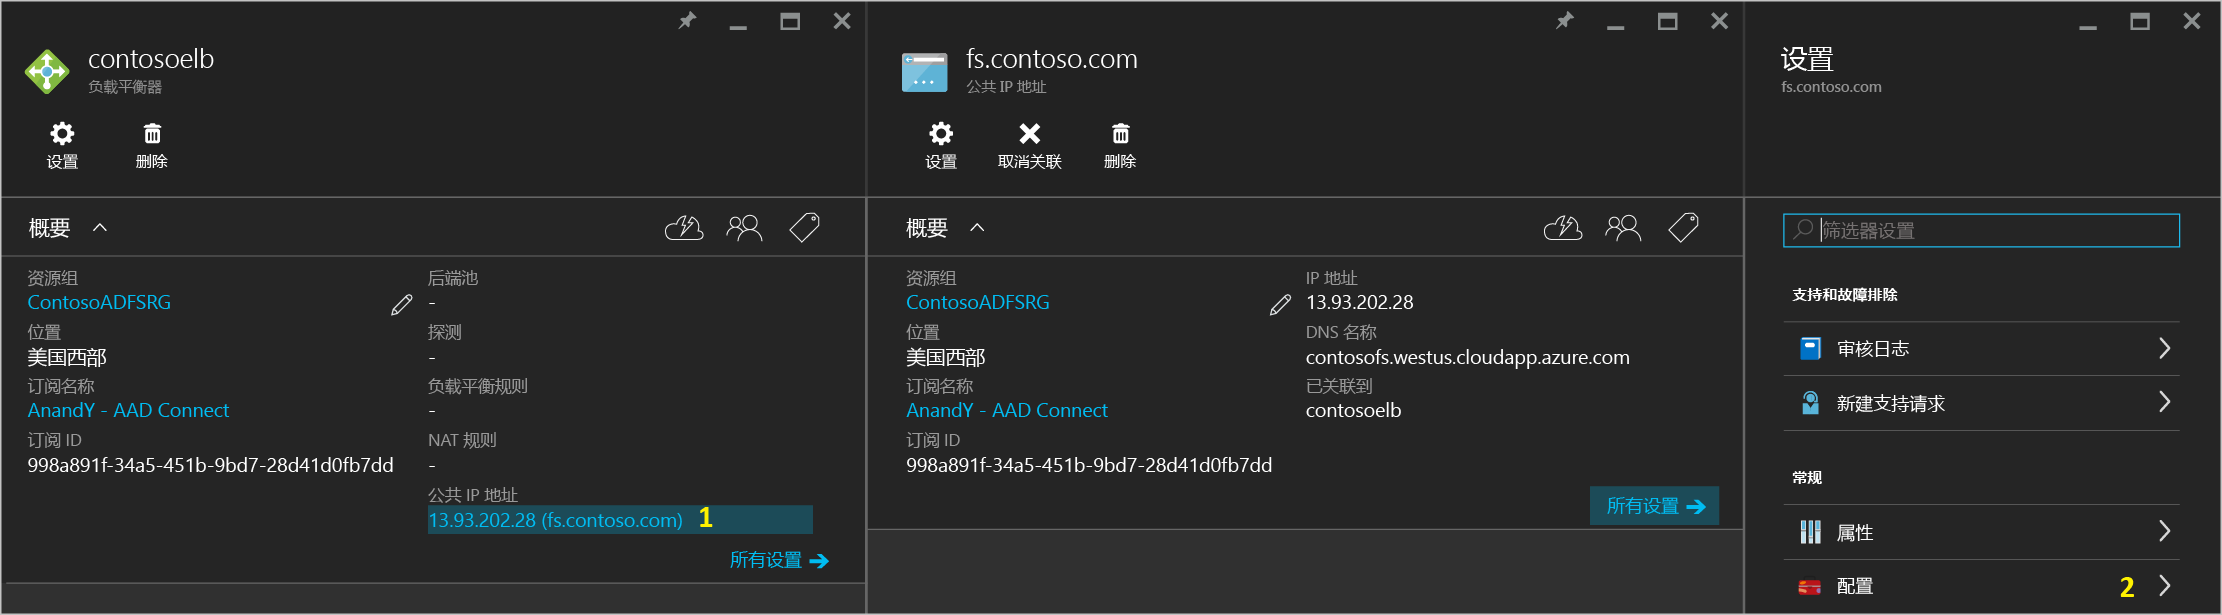 contosoelb
负载平衡器
设置
删除
概要
资源组
ContosoADFSRG
位置
美国西部
订阅名称
AnandY - AAD Connect
订阅 ID
998a891f-34a5-451b-9bd7-28d41d0fb7dd
后端池
-
探测
-
负载平衡规则
-
NAT 规则
-
公共 IP 地址
13.93.202.28 (fs.contoso.com) 1
所有设置
fs.contoso.com
公共 IP 地址
设置
取消关联
删除
概要
资源组
ContosoADFSRG
位置
美国西部
订阅名称
AnandY - AAD Connect
订阅 ID
998a891f-34a5-451b-9bd7-28d41d0fb7dd
IP 地址
13.93.202.28
DNS 名称
contosofs.westus.cloudapp.azure.com
已关联到
contosoelb
所有设置
设置
fs.contoso.com
筛选器设置
支持和故障排除
审核日志
新建支持请求
常规
属性
配置 2